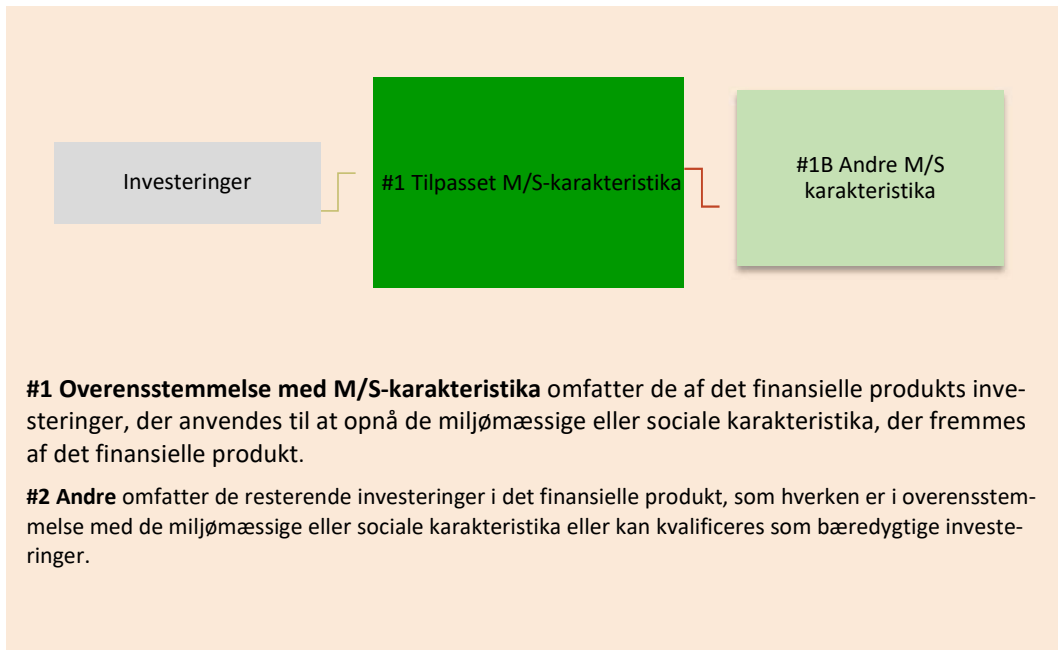 Investeringer
#1 Tilpasset M/S-karakteristika
#1B Andre M/S
karakteristika
#1 Overensstemmelse med M/S-karakteristika omfatter de af det finansielle produkts inve-
steringer, der anvendes til at opnå de miljømæssige eller sociale karakteristika, der fremmes
af det finansielle produkt.
#2 Andre omfatter de resterende investeringer i det finansielle produkt, som hverken er i overensstem-
melse med de miljømæssige eller sociale karakteristika eller kan kvalificeres som bæredygtige investe-
ringer.